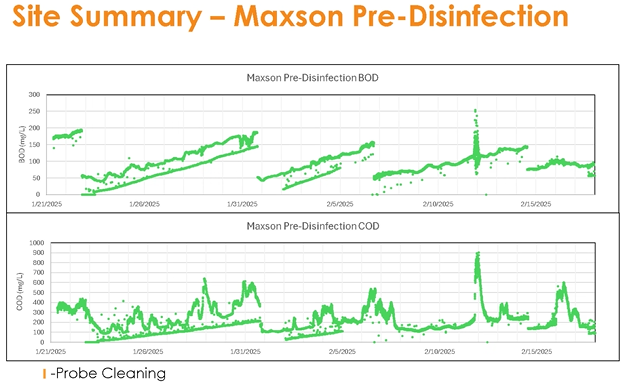 Site Summary – Maxson Pre-Disinfection
Maxson Pre-Disinfection BOD
300
250
200
150
100
50
0
BOD (mg/L)
1/21/2025 1/26/2025 1/31/2025 2/5/2025 2/10/2025 2/15/2025
Maxson Pre-Disinfection COD
1000
900
800
700
600
500
400
300
200
100
0
COD (mg/L)
1/21/2025 1/26/2025 1/31/2025 2/5/2025 2/10/2025 2/15/2025
-Probe Cleaning